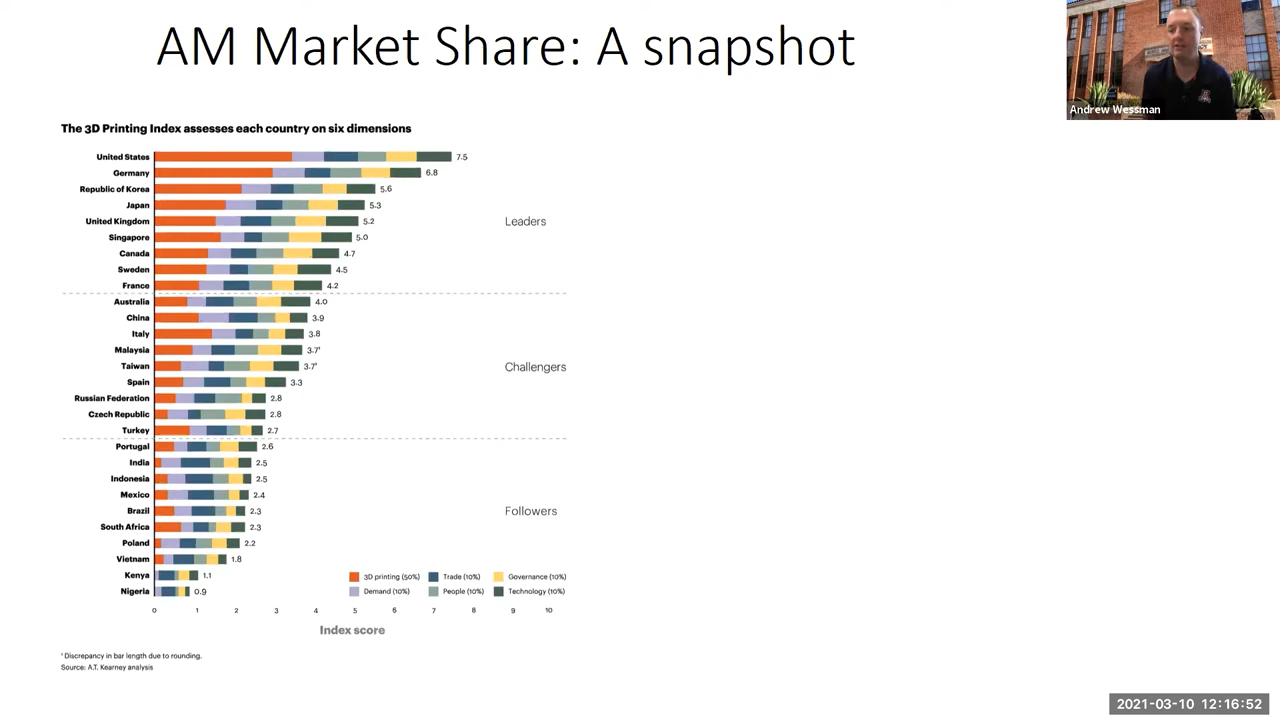 AM Market Share: A snapshot
Andrew Wessman
The 3D Printing Index assesses each country on six dimensions
United States 7.5
Germany 6.8
Republic of Korea 5.6
Japan 5.3
United Kingdom 5.2
Leaders
Singapore 5.0
Canada 4.7
Sweden 4.5
France 4.2
Australia 4.0
China 3.9
Italy 3.8
Malaysia 3.7¹
Taiwan 3.7¹
Challengers
Spain 3.3
Russian Federation 2.8
Czech Republic 2.8
Turkey 2.7
Portugal 2.6
India 2.5
Indonesia 2.5
Mexico 2.4
Brazil 2.3
Followers
South Africa 2.3
Poland 2.2
Vietnam 1.8
Kenya 1.1
Nigeria 0.9
3D printing (50%) Trade (10%) Governance (10%)
Demand (10%) People (10%) Technology (10%)
0 1 2 3 4 5 6 7 8 9 10
Index score
¹ Discrepancy in bar length due to rounding.
Source: A.T. Kearney analysis
2021-03-10 12:16:52